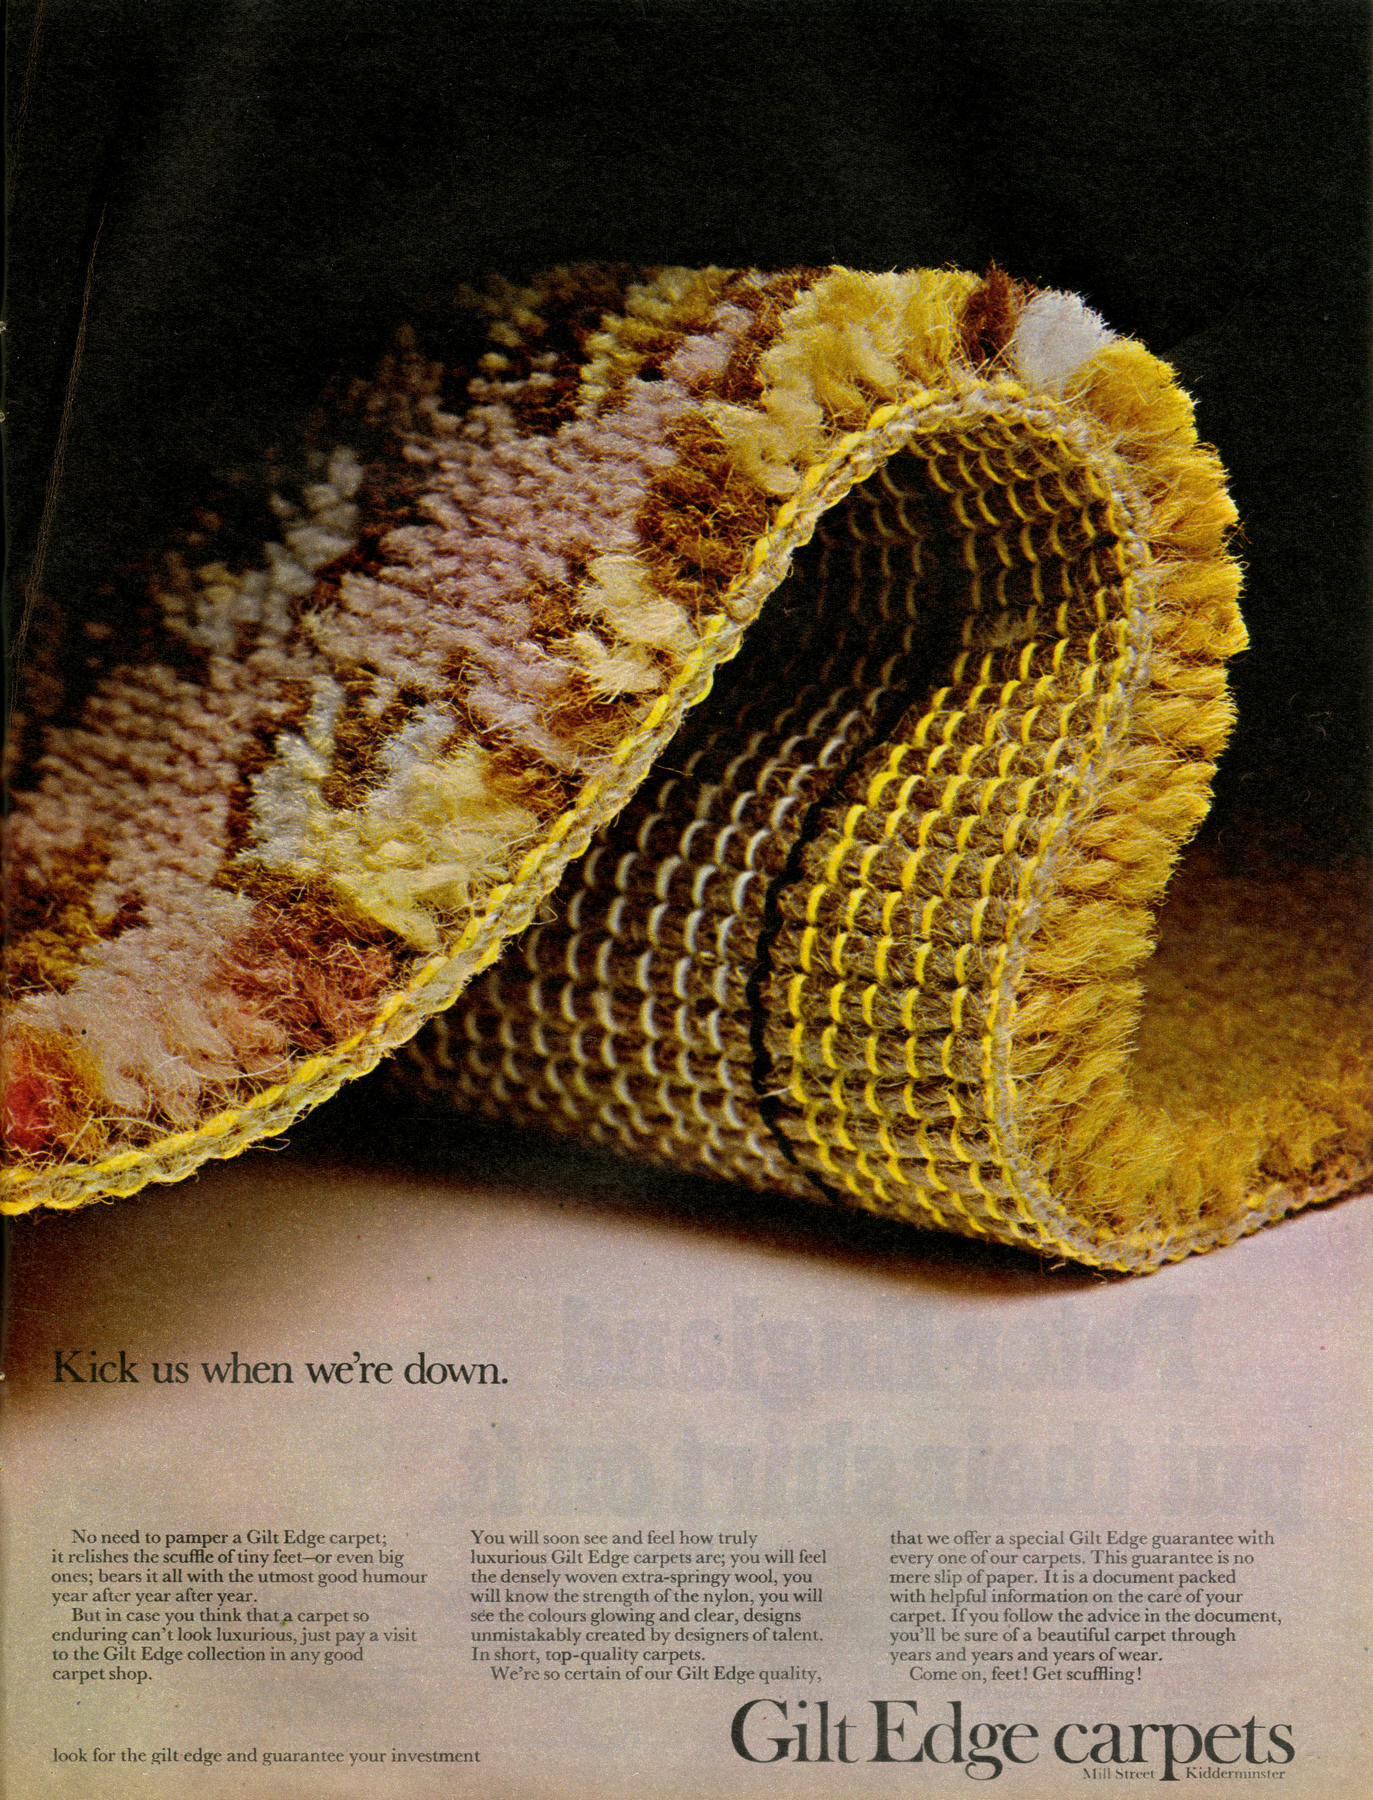 Kick us when we're down.
No need to pamper a Gilt Edge carpet;
it relishes the scuffle of tiny feet—or even big
ones; bears it all with the utmost good humour
year after year after year.
But in case you think that a carpet so
enduring can't look luxurious, just pay a visit
to the Gilt Edge collection in any good
carpet shop.
You will soon see and feel how truly
luxurious Gilt Edge carpets are; you will feel
the densely woven extra-springy wool, you
will know the strength of the nylon, you will
see the colours glowing and clear, designs
unmistakably created by designers of talent.
In short, top-quality carpets.
We're so certain of our Gilt Edge quality,
that we offer a special Gilt Edge guarantee with
every one of our carpets. This guarantee is no
mere slip of paper. It is a document packed
with helpful information on the care of your
carpet. If you follow the advice in the document,
you'll be sure of a beautiful carpet through
years and years and years of wear.
Come on, feet! Get scuffling!
Gilt Edge carpets
Mill Street Kidderminster
look for the gilt edge and guarantee your investment